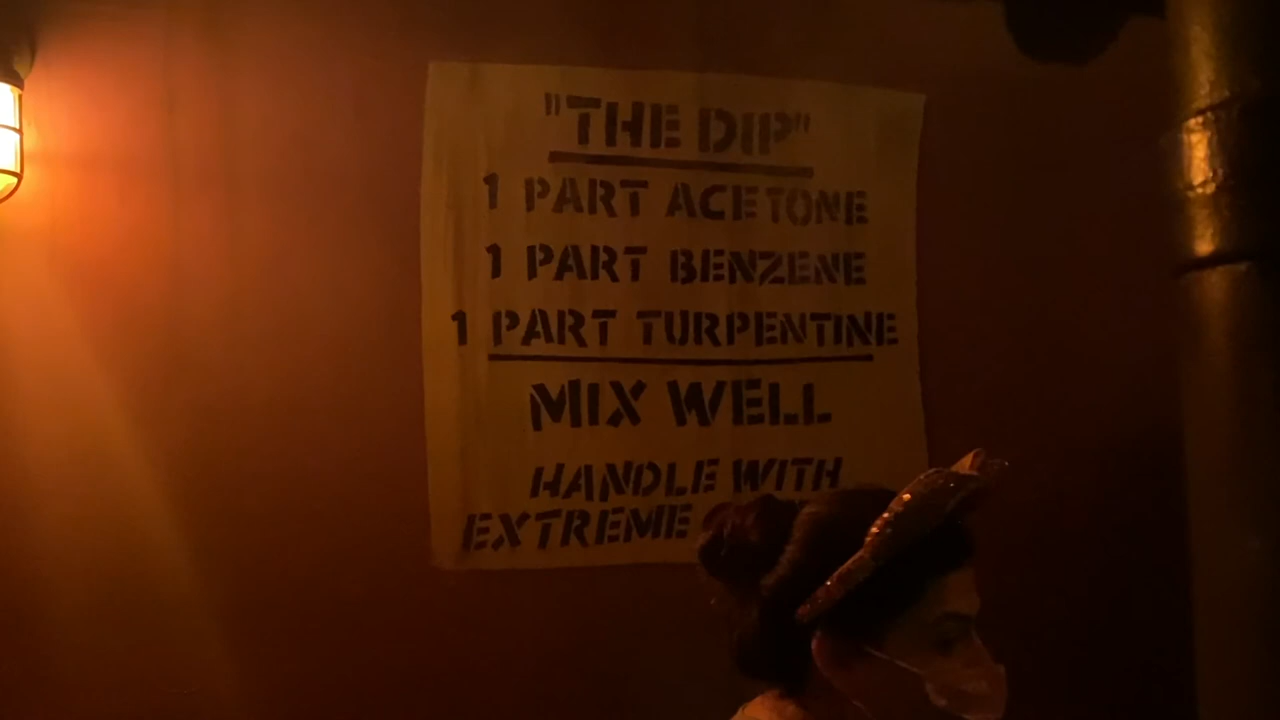 "THE DIP"
1 PART ACETONE
1 PART BENZENE
1 PART TURPENTINE
MIX WELL
HANDLE WITH
EXTREME